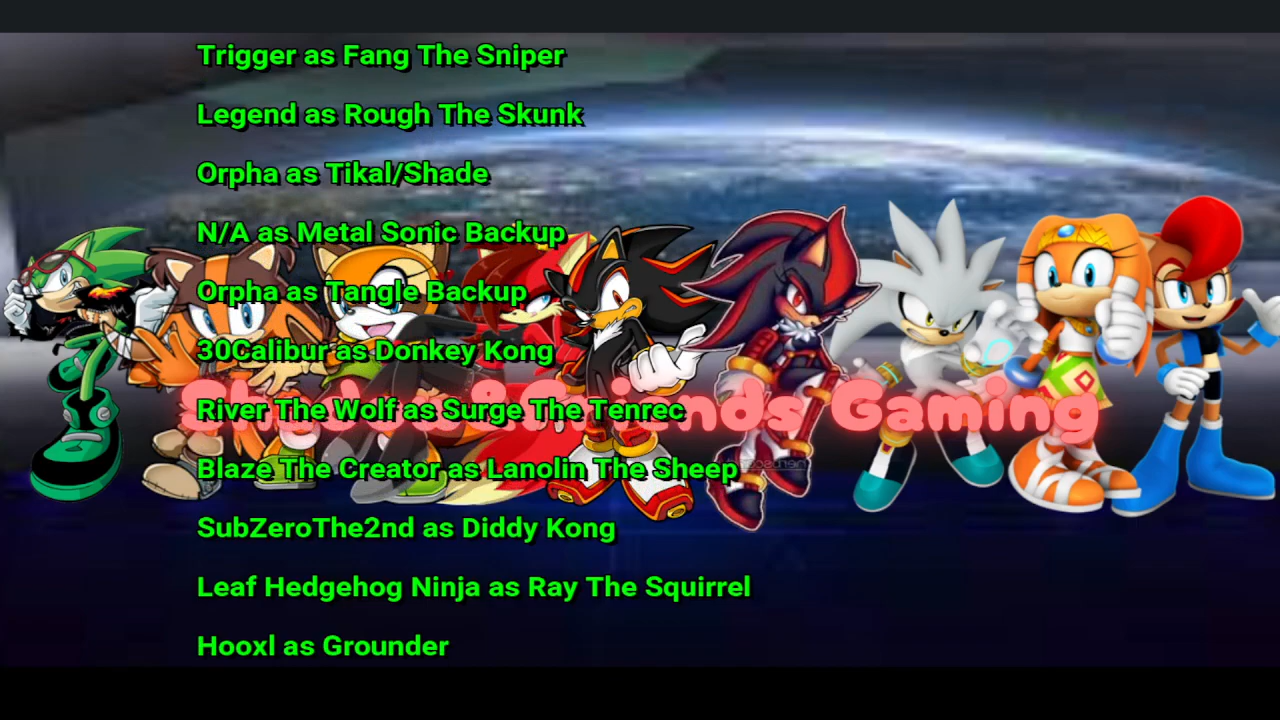 Trigger as Fang The Sniper
Legend as Rough The Skunk
Orpha as Tikal/Shade
N/A as Metal Sonic Backup
Orpha as Tangle Backup
30Calibur as Donkey Kong
River The Wolf as Surge The Tenrec
Gaming
Blaze The Creator as Lanolin The Sheep
SubZeroThe2nd as Diddy Kong
Leaf Hedgehog Ninja as Ray The Squirrel
Hooxl as Grounder